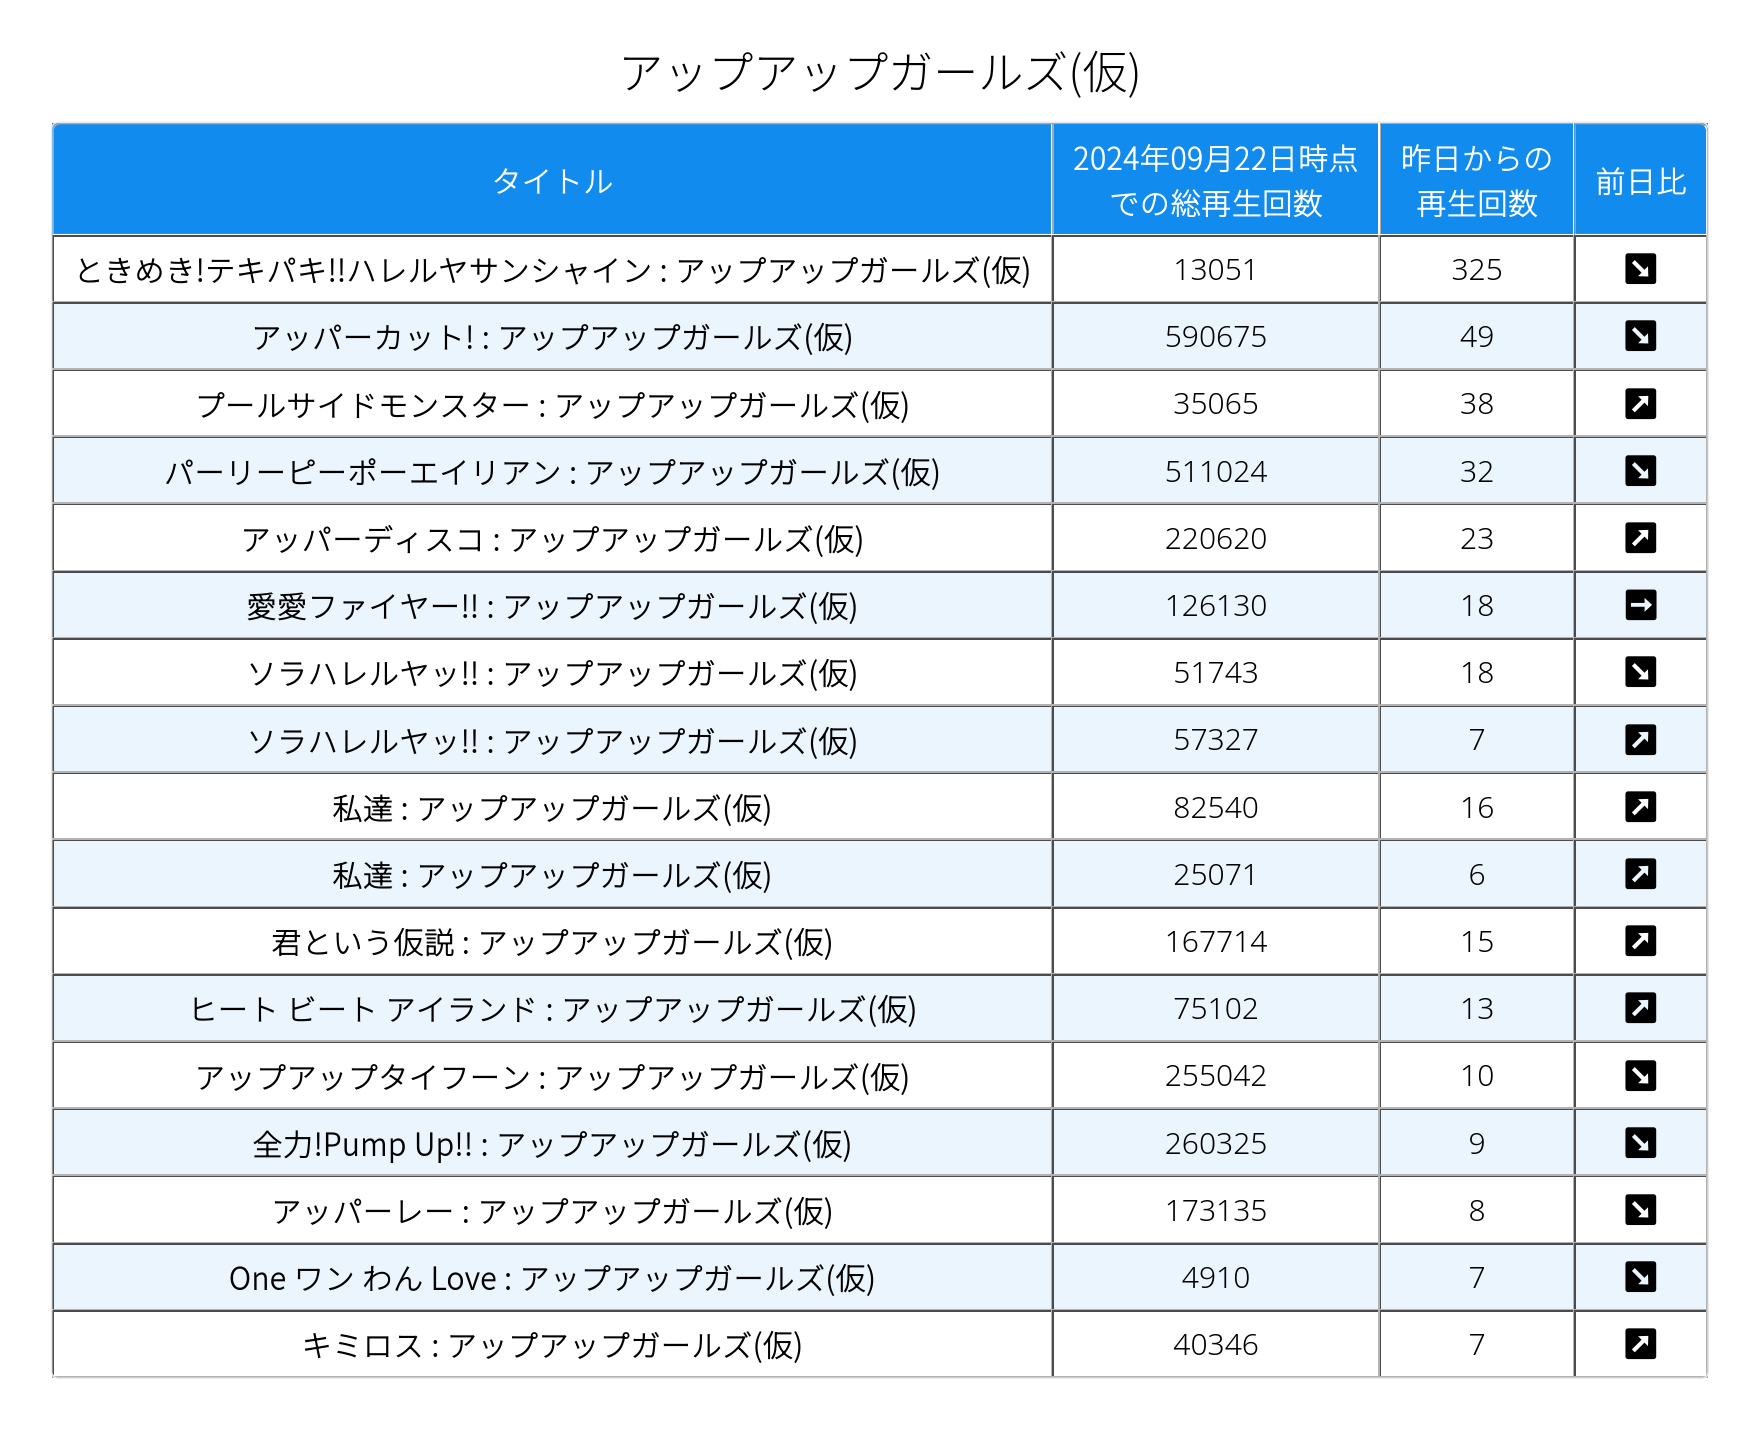 アップアップガールズ(仮)
タイトル
2024年09月22日時点
での総再生回数
昨日からの
再生回数
前日比
ときめき!テキパキ!!ハレルヤサンシャイン : アップアップガールズ(仮) 13051 325 ↘
アッパーカット! : アップアップガールズ(仮) 590675 49 ↘
プールサイドモンスター : アップアップガールズ(仮) 35065 38 ↗
パーリーピーポーエイリアン : アップアップガールズ(仮) 511024 32 ↘
アッパーディスコ : アップアップガールズ(仮) 220620 23 ↗
愛愛ファイヤー!! : アップアップガールズ(仮) 126130 18 →
ソラハレルヤッ!! : アップアップガールズ(仮) 51743 18 ↘
ソラハレルヤッ!! : アップアップガールズ(仮) 57327 7 ↗
私達 : アップアップガールズ(仮) 82540 16 ↗
私達 : アップアップガールズ(仮) 25071 6 ↗
君という仮説 : アップアップガールズ(仮) 167714 15 ↗
ヒート ビート アイランド : アップアップガールズ(仮) 75102 13 ↗
アップアップタイフーン : アップアップガールズ(仮) 255042 10 ↘
全力!Pump Up!! : アップアップガールズ(仮) 260325 9 ↘
アッパーレー : アップアップガールズ(仮) 173135 8 ↘
One ワン わん Love : アップアップガールズ(仮) 4910 7 ↘
キミロス : アップアップガールズ(仮) 40346 7 ↗